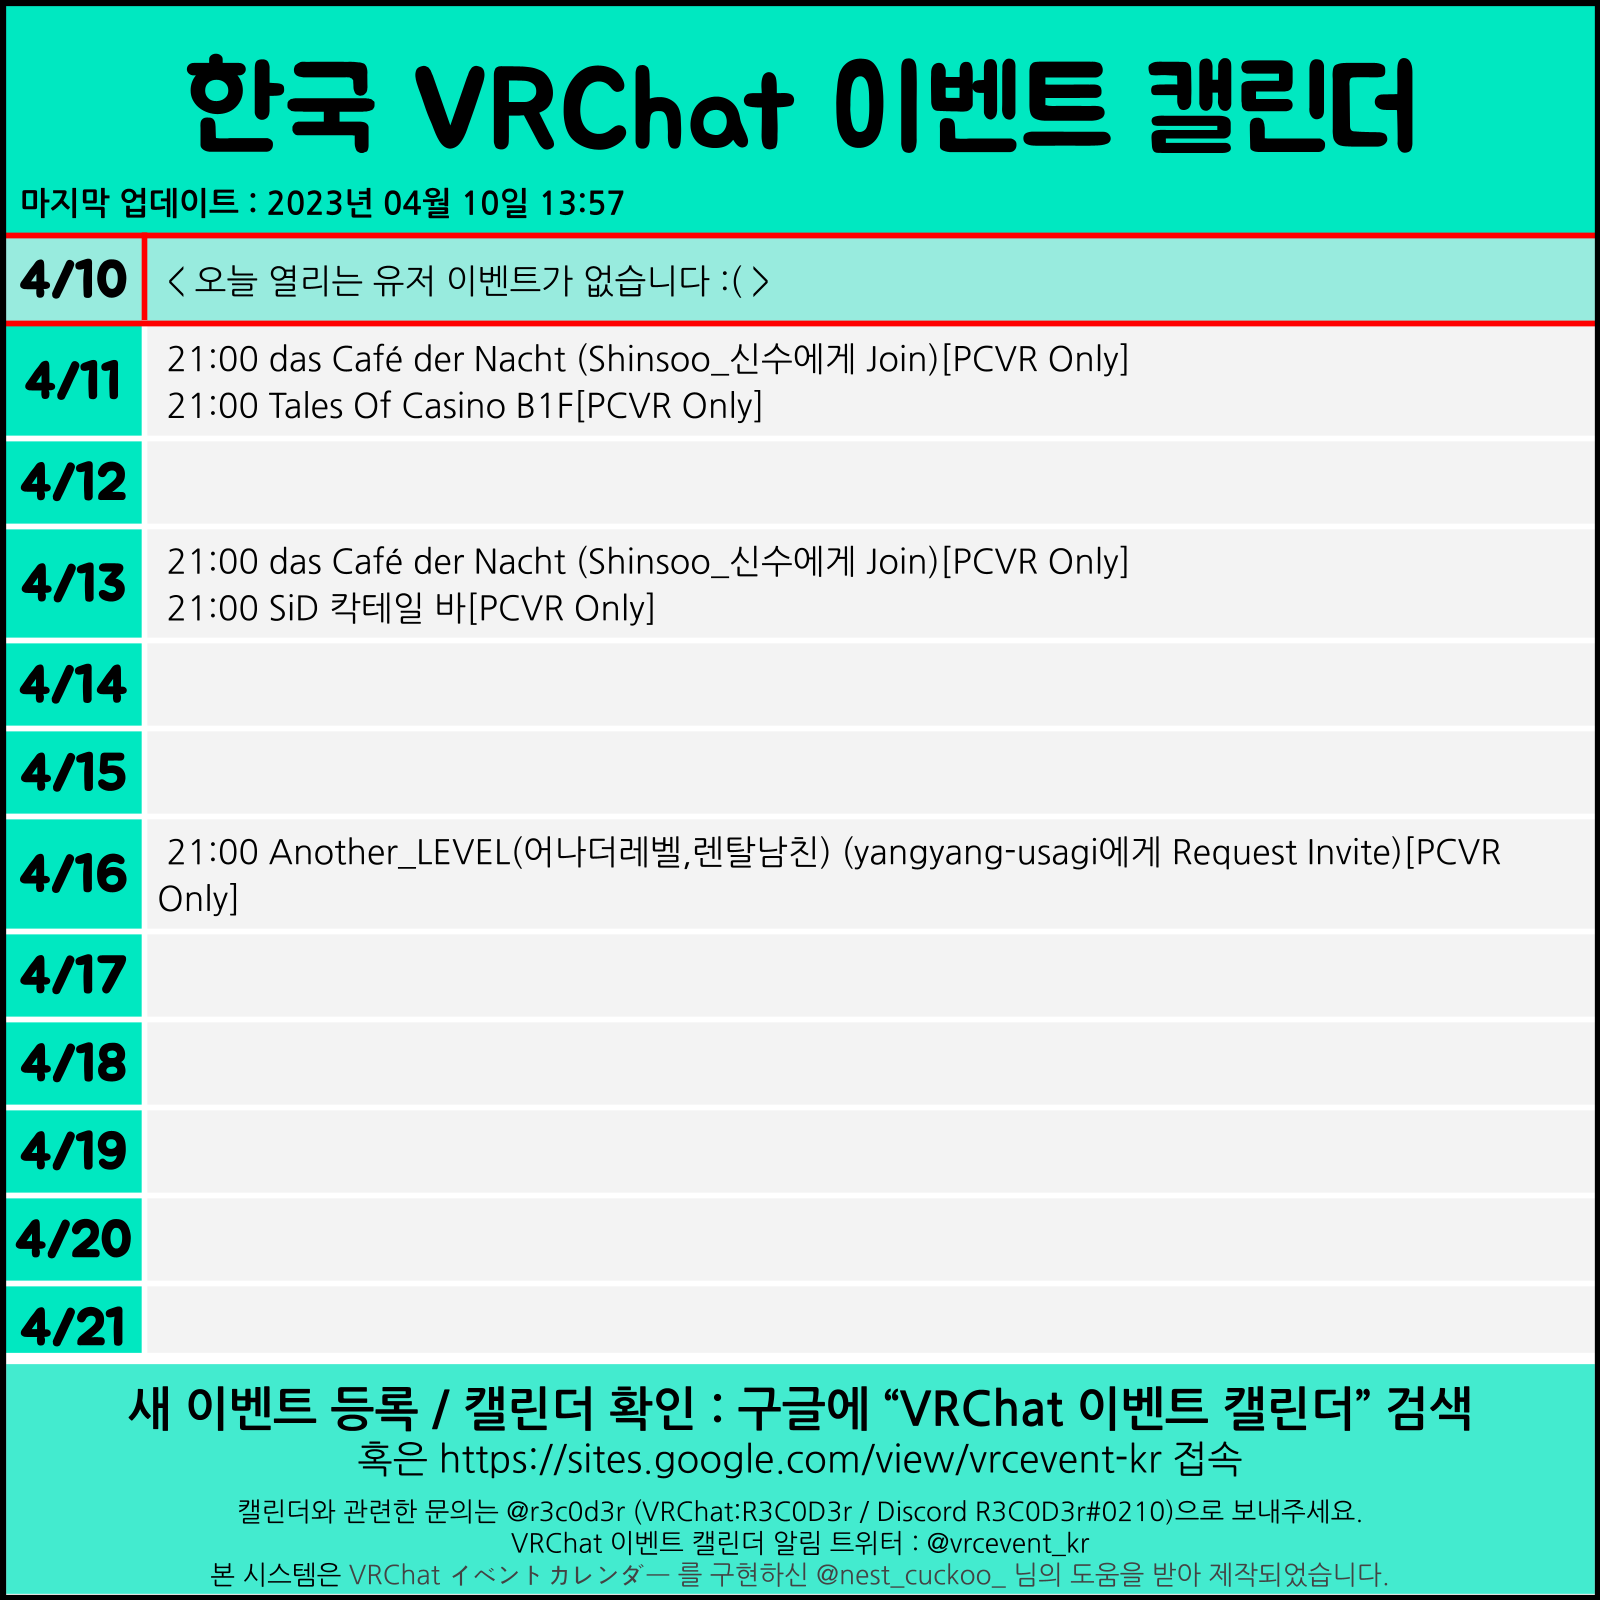 한국 VRChat 이벤트 캘린더
마지막 업데이트 : 2023년 04월 10일 13:57
4/10
< 오늘 열리는 유저 이벤트가 없습니다 :( >
4/11
21:00 das Café der Nacht (Shinsoo_신수에게 Join)[PCVR Only]
21:00 Tales Of Casino B1F[PCVR Only]
4/12
4/13
21:00 das Café der Nacht (Shinsoo_신수에게 Join)[PCVR Only]
21:00 SiD 칵테일 바[PCVR Only]
4/14
4/15
4/16
21:00 Another_LEVEL(어나더레벨,렌탈남친) (yangyang-usagi에게 Request Invite)[PCVR
Only]
4/17
4/18
4/19
4/20
4/21
새 이벤트 등록 / 캘린더 확인 : 구글에 “VRChat 이벤트 캘린더” 검색
혹은 https://sites.google.com/view/vrcevent-kr 접속
캘린더와 관련한 문의는 @r3c0d3r (VRChat:R3C0D3r / Discord R3C0D3r#0210)으로 보내주세요.
VRChat 이벤트 캘린더 알림 트위터 : @vrcevent_kr
본 시스템은 VRChat イベントカレンダー 를 구현하신 @nest_cuckoo_ 님의 도움을 받아 제작되었습니다.